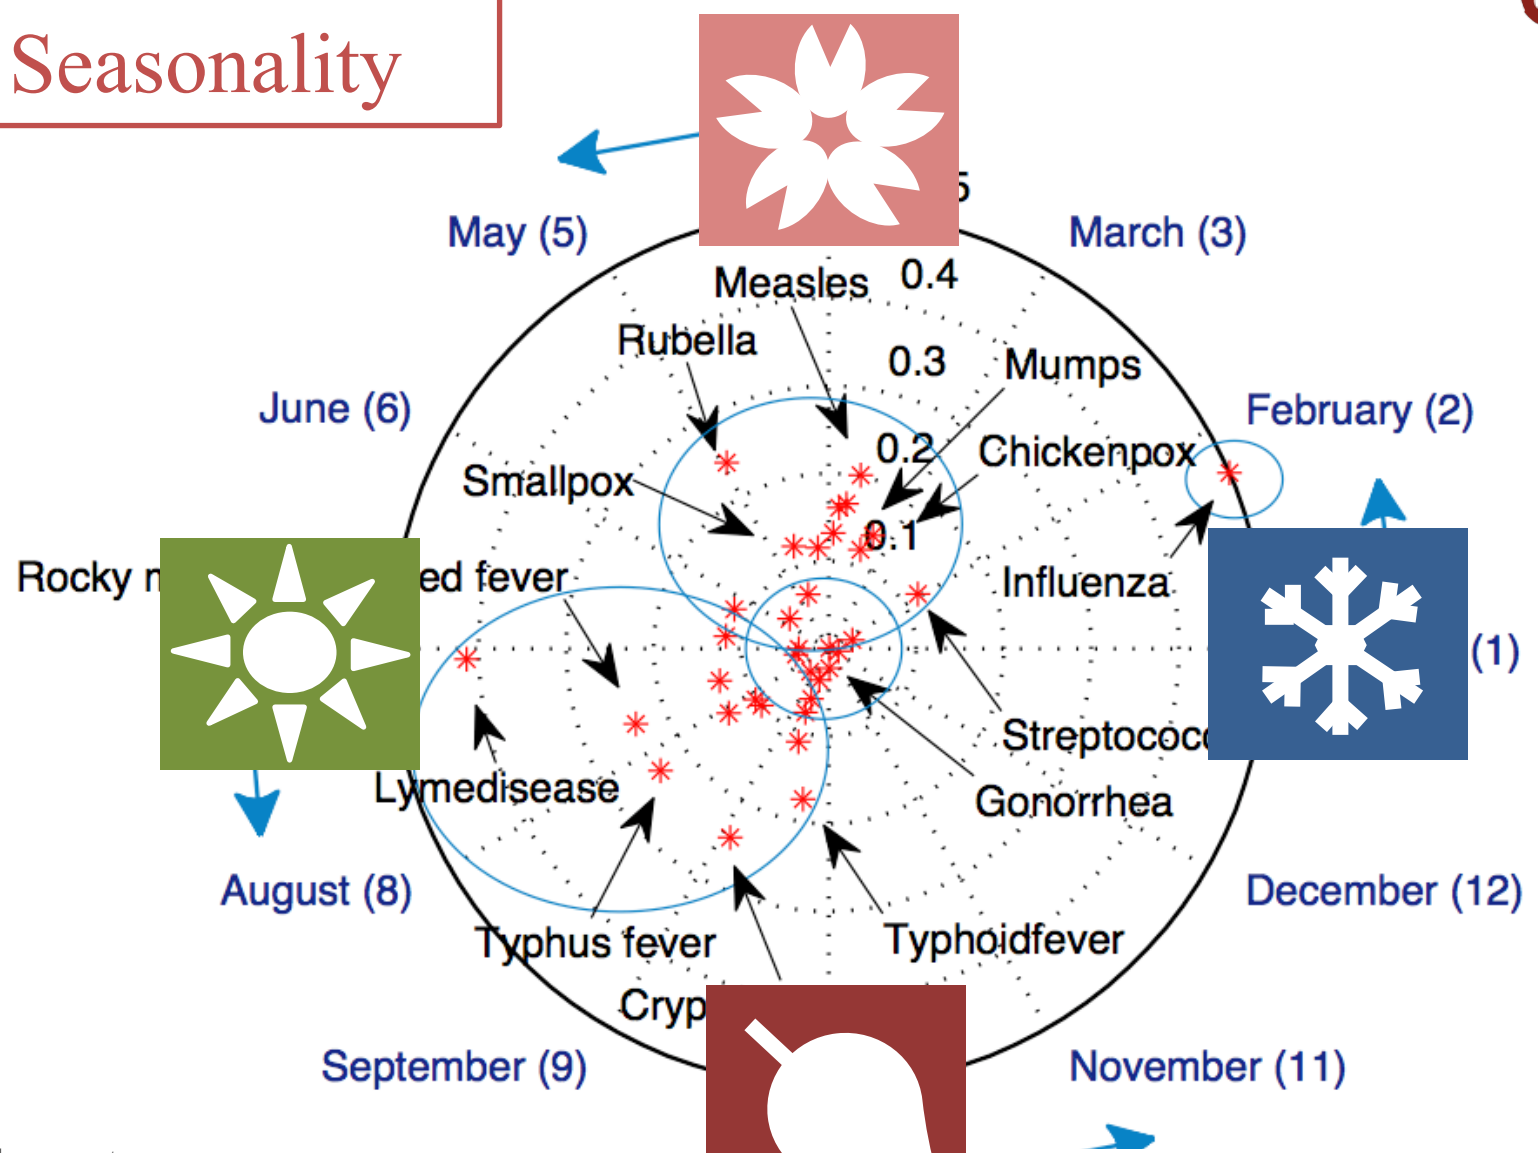 Seasonality
5
May (5)
March (3)
0.4
Measles
Rubella
0.3
Mumps
June (6)
February (2)
0.2
Chickenpox
Smallpox
0.1
Rocky
ed fever
Influenza
(1)
Streptococ
Lymedisease
Gonorrhea
August (8)
December (12)
Typhus fever
Typhoidfever
Cryp
September (9)
November (11)